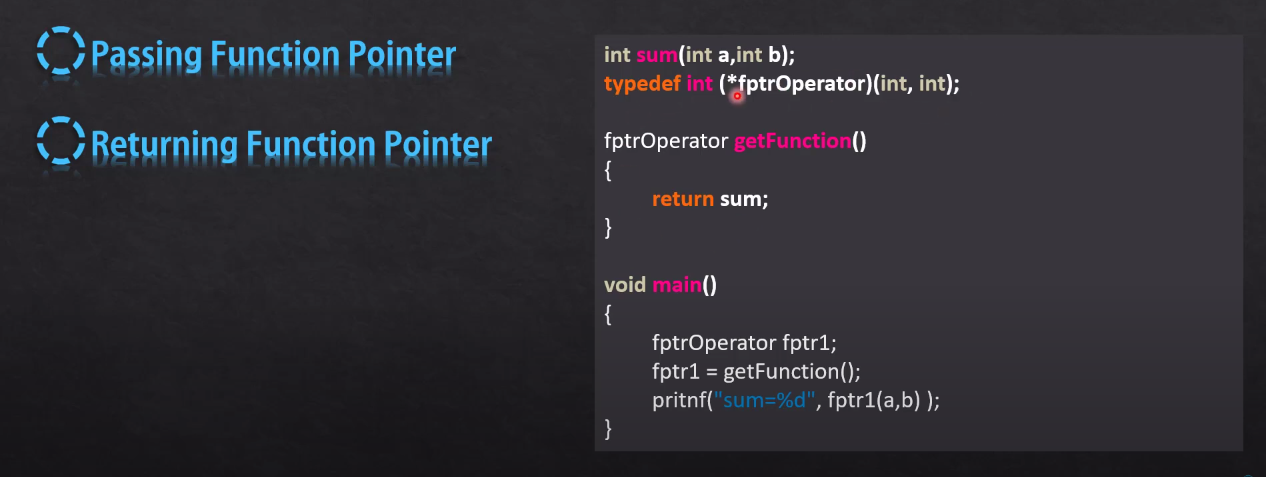 Passing Function Pointer
Returning Function Pointer
int sum(int a,int b);
typedef int (*fptrOperator)(int, int);
fptrOperator getFunction()
{
return sum;
}
void main()
{
fptrOperator fptr1;
fptr1 = getFunction();
pritnf("sum=%d", fptr1(a,b) );
}